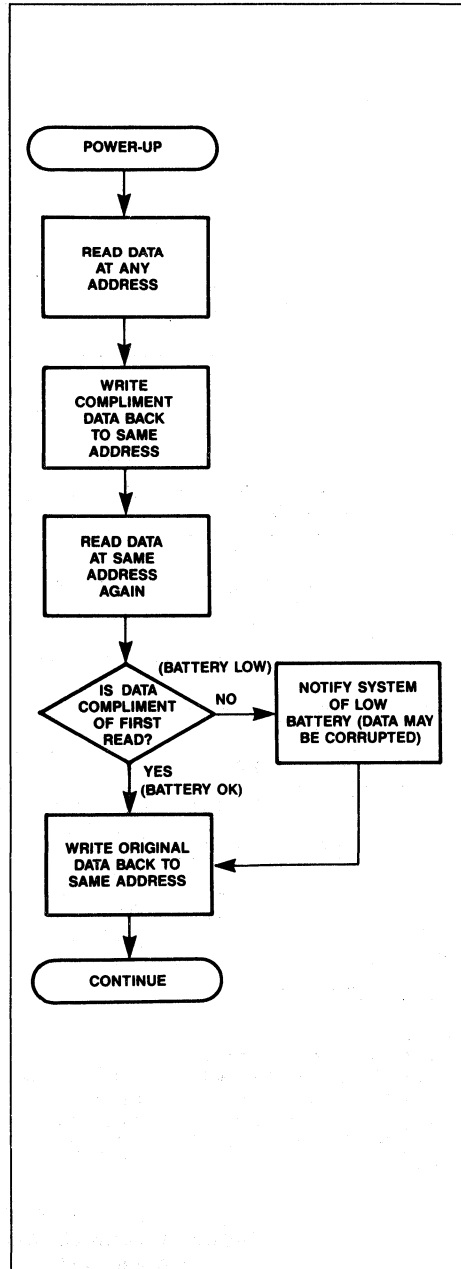 POWER-UP
READ DATA
AT ANY
ADDRESS
WRITE
COMPLIMENT
DATA BACK
TO SAME
ADDRESS
READ DATA
AT SAME
ADDRESS
AGAIN
IS DATA
COMPLIMENT
OF FIRST
READ?
(BATTERY LOW)
NO
NOTIFY SYSTEM
OF LOW
BATTERY (DATA MAY
BE CORRUPTED)
YES
(BATTERY OK)
WRITE ORIGINAL
DATA BACK TO
SAME ADDRESS
CONTINUE